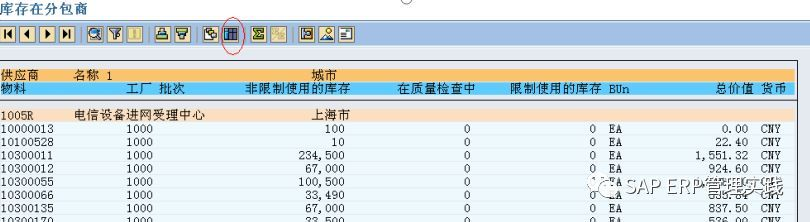 库存在分包商
供应商 名称 1 城市
物料 工厂 批次 非限制使用的库存 在质量检查中 限制使用的库存 BUn 总价值 货币
1005R 电信设备进网受理中心 上海市
10000013 1000 100 0 0 EA 0.00 CNY
10100528 1000 10 0 0 EA 22.40 CNY
10300011 1000 234,500 0 0 EA 1,551.32 CNY
10300012 1000 67,000 0 0 EA 924.60 CNY
10300055 1000 100,500 0 0 EA CNY
10300066 1000 33,490 0 0 EA CNY
SAP ERP管理实践
10300135 1000 67,000 0 0 EA 837.50 CNY
10300170 1000 33,500 0 0 EA 536.00 CNY